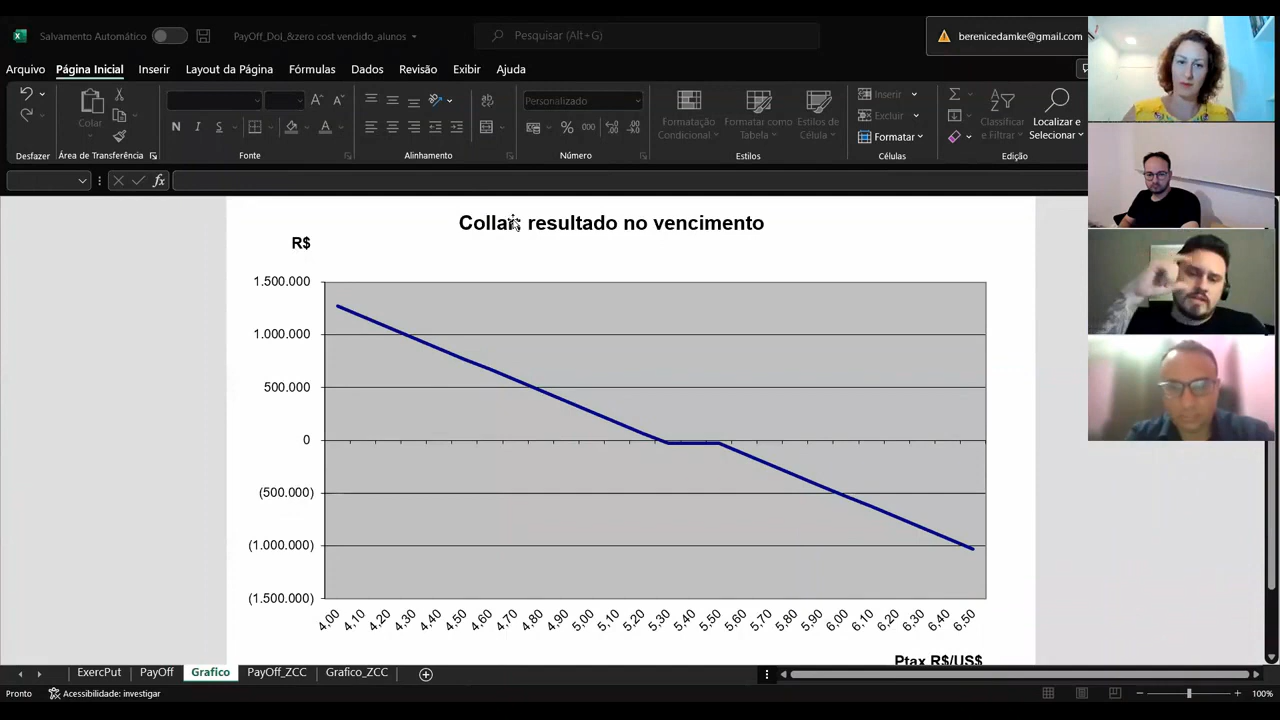 Salvamento Automático
PayOff_Dol_&zero cost vendido_alunos
Pesquisar (Alt+G)
berenicedamke@gmail.com
Arquivo
Página Inicial
Inserir
Layout da Página
Fórmulas
Dados
Revisão
Exibir
Ajuda
Colar
Personalizado
Formatação Condicional
Formatar como Tabela
Estilos de Célula
Inserir
Excluir
Formatar
Classificar e Filtrar
Localizar e Selecionar
N I S
% 000
Desfazer
Área de Transferência
Fonte
Alinhamento
Número
Estilos
Células
Edição
fx
Collar: resultado no vencimento
R$
1.500.000
1.000.000
500.000
0
(500.000)
(1.000.000)
(1.500.000)
4,00 4,10 4,20 4,30 4,40 4,50 4,60 4,70 4,80 4,90 5,00 5,10 5,20 5,30 5,40 5,50 5,60 5,70 5,80 5,90 6,00 6,10 6,20 6,30 6,40 6,50
Ptax R$/US$
ExercPut
PayOff
Grafico
PayOff_ZCC
Grafico_ZCC
Pronto
Acessibilidade: investigar
100%